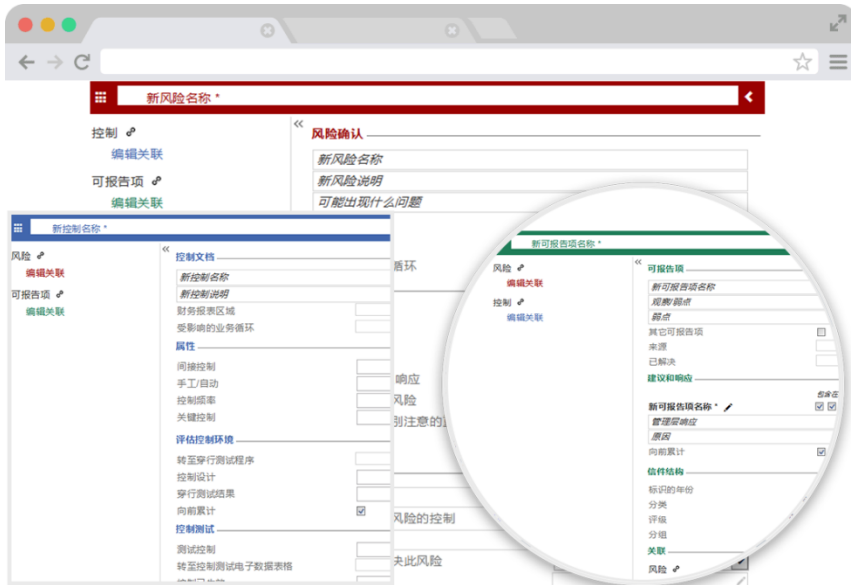 新风险名称 *
控制
编辑关联
可报告项
编辑关联
风险确认
新风险名称
新风险说明
可能出现什么问题
循环
响应
风险
别注意的
风险的控制
决此风险
新控制名称 *
风险
编辑关联
可报告项
编辑关联
控制文档
新控制名称
新控制说明
财务报表区域
受影响的业务循环
属性
间接控制
手工/自动
控制频率
关键控制
评估控制环境
转至穿行测试程序
控制设计
穿行测试结果
向前累计
控制测试
测试控制
转至控制测试电子数据表格
新可报告项名称 *
风险
编辑关联
控制
编辑关联
可报告项
新可报告项名称
观察/弱点
弱点
其它可报告项
来源
已解决
建议和响应
包含在
新可报告项名称 *
管理层响应
原因
向前累计
信件结构
标识的年份
分类
评级
分组
关联
风险